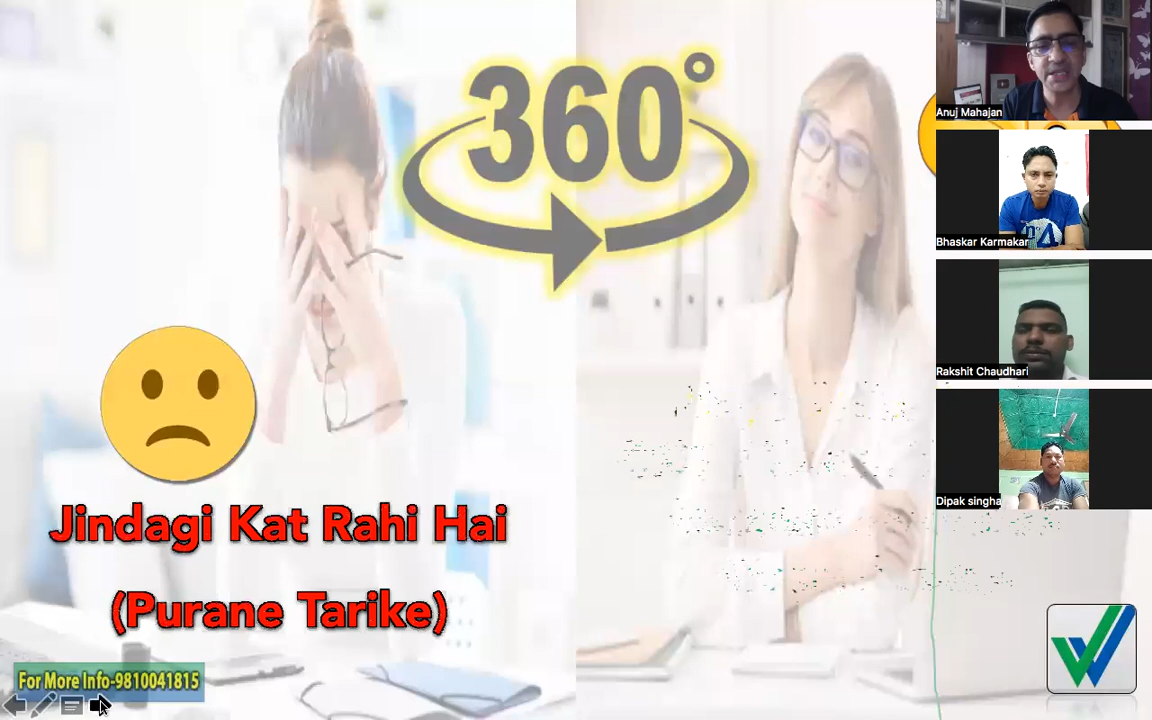 360°
Jindagi Kat Rahi Hai
(Purane Tarike)
For More Info-9810041815
Anuj Mahajan
Bhaskar Karmakar
Rakshit Chaudhari
Dipak singha